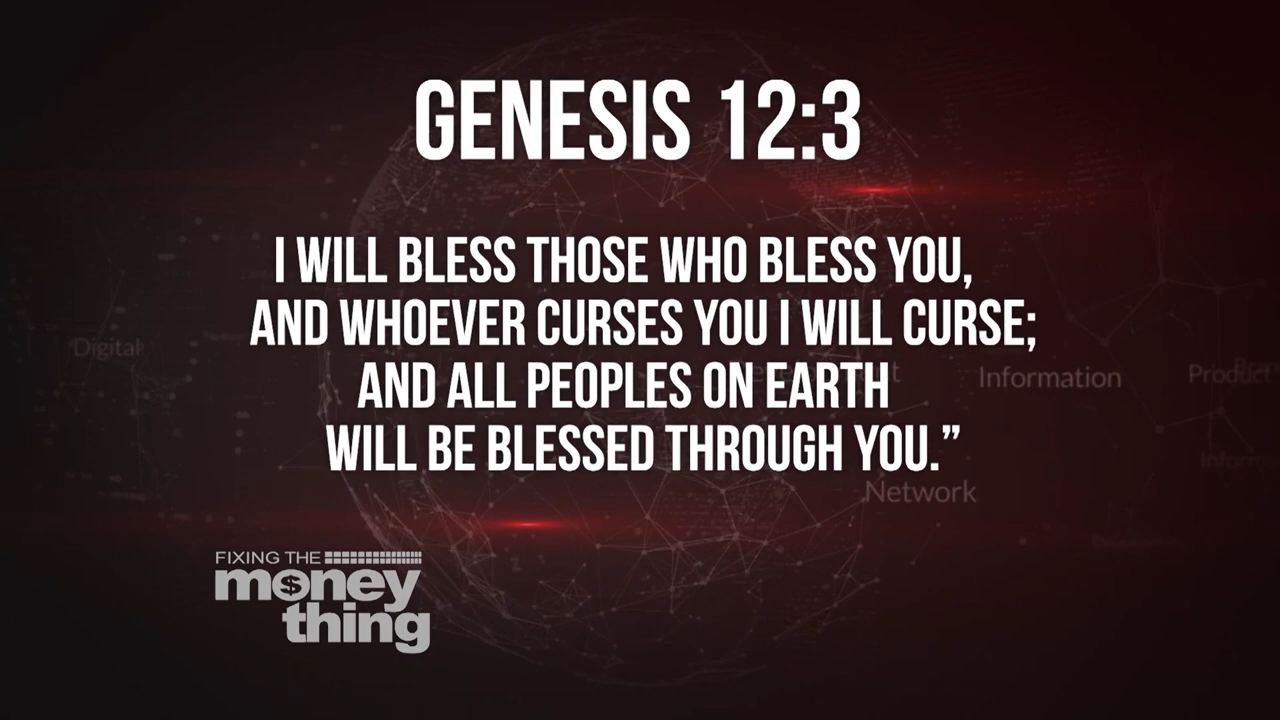 GENESIS 12:3
I WILL BLESS THOSE WHO BLESS YOU,
AND WHOEVER CURSES YOU I WILL CURSE;
AND ALL PEOPLES ON EARTH
WILL BE BLESSED THROUGH YOU.”
Digital
Information
Product
Network
FIXING THE
money
thing